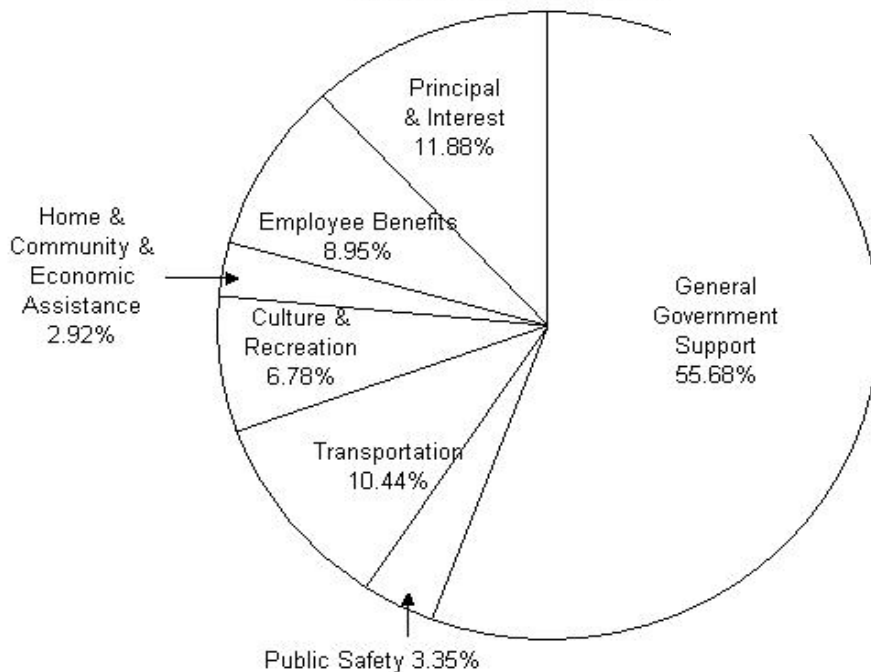 Principal
& Interest
11.88%
Employee Benefits
8.95%
Home &
Community &
Economic
Assistance
2.92%
Culture &
Recreation
6.78%
Transportation
10.44%
Public Safety 3.35%
General
Government
Support
55.68%